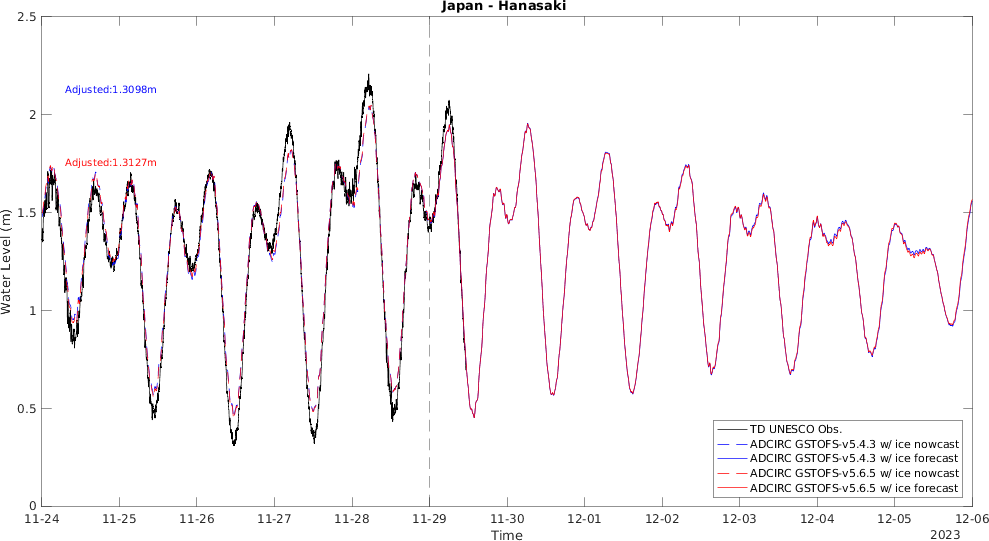 Japan - Hanasaki
2.5
2
1.5
1
0.5
0
Water Level (m)
Adjusted:1.3098m
Adjusted:1.3127m
TD UNESCO Obs.
ADCIRC GSTOFS-v5.4.3 w/ ice nowcast
ADCIRC GSTOFS-v5.4.3 w/ ice forecast
ADCIRC GSTOFS-v5.6.5 w/ ice nowcast
ADCIRC GSTOFS-v5.6.5 w/ ice forecast
11-24 11-25 11-26 11-27 11-28 11-29 11-30 12-01 12-02 12-03 12-04 12-05 12-06
Time
2023